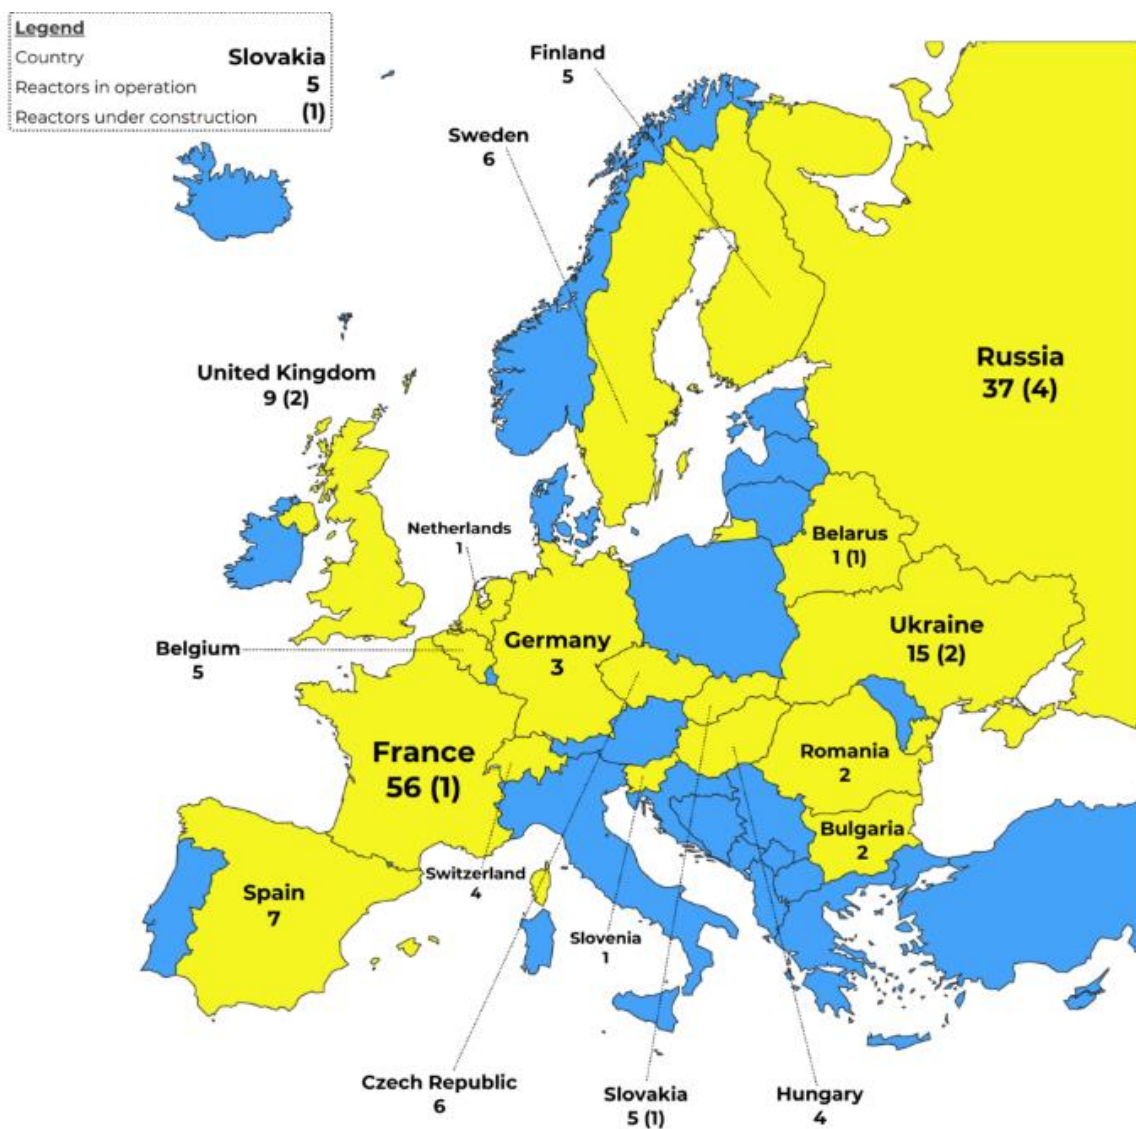 Legend
Country Slovakia
Reactors in operation 5
Reactors under construction (1)
Finland
5
Sweden
6
United Kingdom
9 (2)
Russia
37 (4)
Netherlands
1
Belarus
1 (1)
Belgium
5
Germany
3
Ukraine
15 (2)
France
56 (1)
Romania
2
Bulgaria
2
Switzerland
4
Spain
7
Slovenia
1
Czech Republic
6
Slovakia
5 (1)
Hungary
4